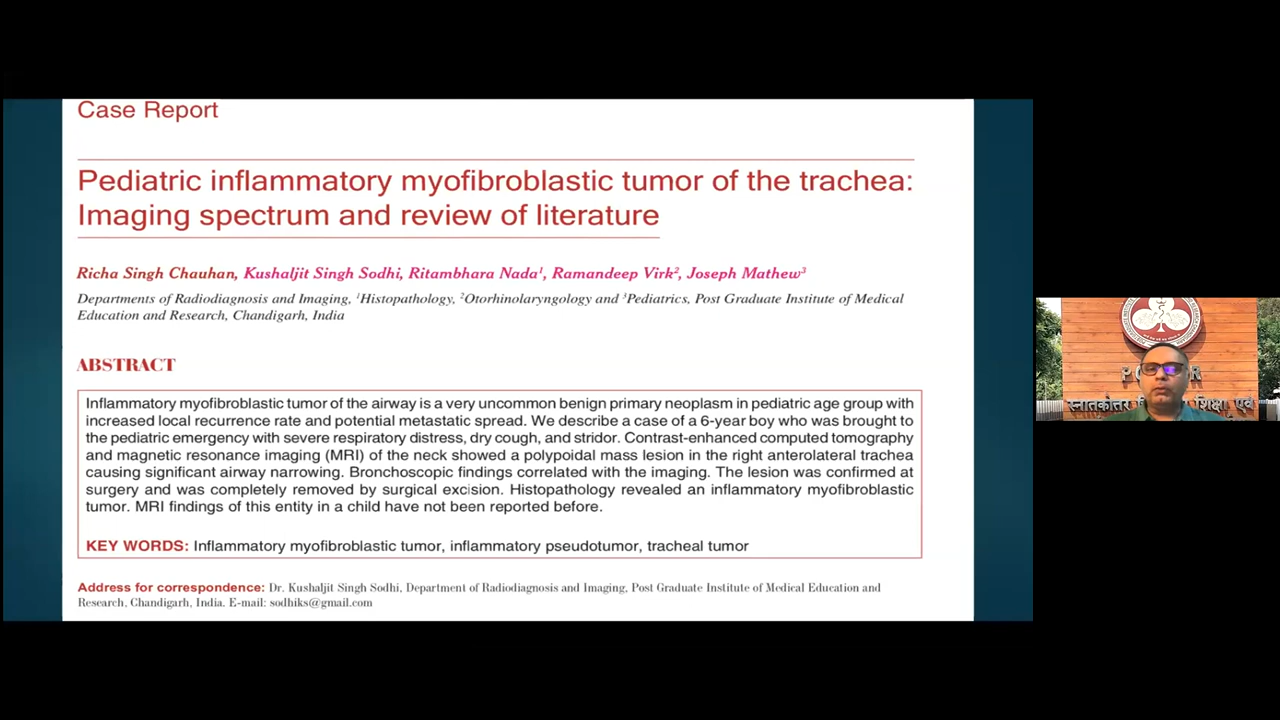 Case Report
Pediatric inflammatory myofibroblastic tumor of the trachea:
Imaging spectrum and review of literature
Richa Singh Chauhan, Kushaljit Singh Sodhi, Ritambhara Nada¹, Ramandeep Virk², Joseph Mathew³
Departments of Radiodiagnosis and Imaging, ¹Histopathology, ²Otorhinolaryngology and ³Pediatrics, Post Graduate Institute of Medical
Education and Research, Chandigarh, India
ABSTRACT
Inflammatory myofibroblastic tumor of the airway is a very uncommon benign primary neoplasm in pediatric age group with
increased local recurrence rate and potential metastatic spread. We describe a case of a 6-year boy who was brought to
the pediatric emergency with severe respiratory distress, dry cough, and stridor. Contrast-enhanced computed tomography
and magnetic resonance imaging (MRI) of the neck showed a polypoidal mass lesion in the right anterolateral trachea
causing significant airway narrowing. Bronchoscopic findings correlated with the imaging. The lesion was confirmed at
surgery and was completely removed by surgical excision. Histopathology revealed an inflammatory myofibroblastic
tumor. MRI findings of this entity in a child have not been reported before.
KEY WORDS: Inflammatory myofibroblastic tumor, inflammatory pseudotumor, tracheal tumor
Address for correspondence: Dr. Kushaljit Singh Sodhi, Department of Radiodiagnosis and Imaging, Post Graduate Institute of Medical Education and
Research, Chandigarh, India. E-mail: sodhiks@gmail.com
शिक्षा एवं